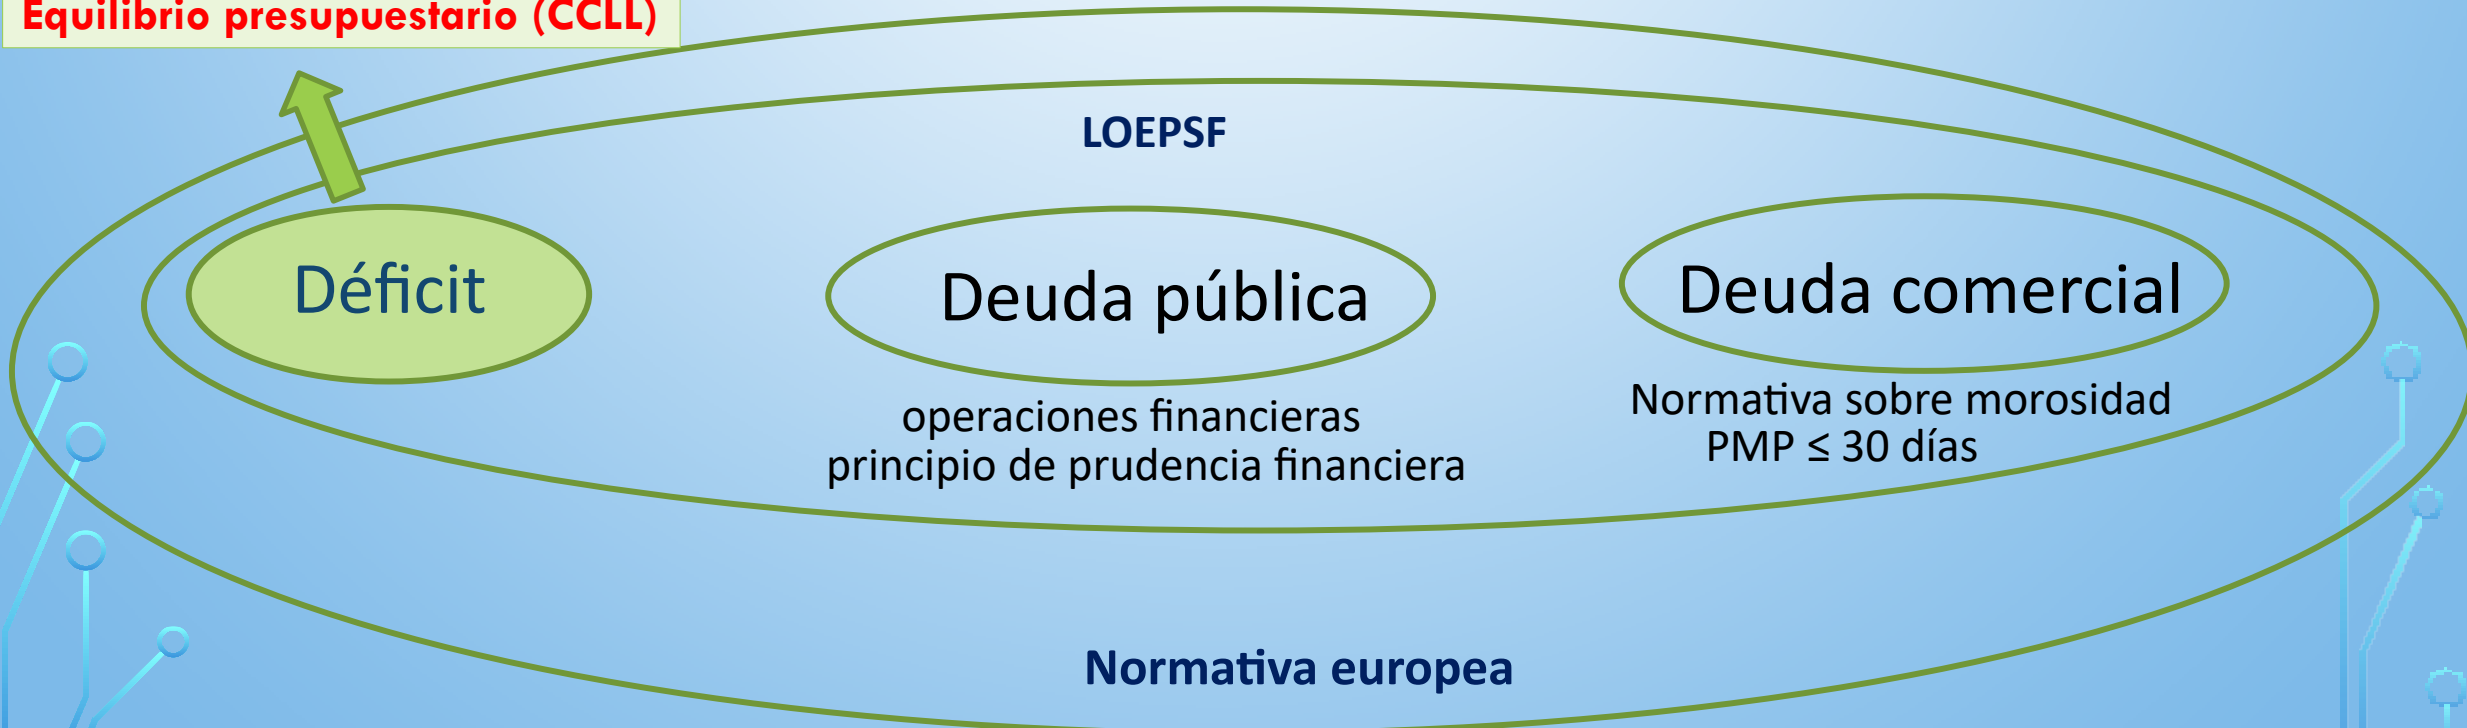 Equilibrio presupuestario (CCLL)
LOEPSF
Déficit
Deuda pública
operaciones financieras
principio de prudencia financiera
Deuda comercial
Normativa sobre morosidad
PMP ≤ 30 días
Normativa europea